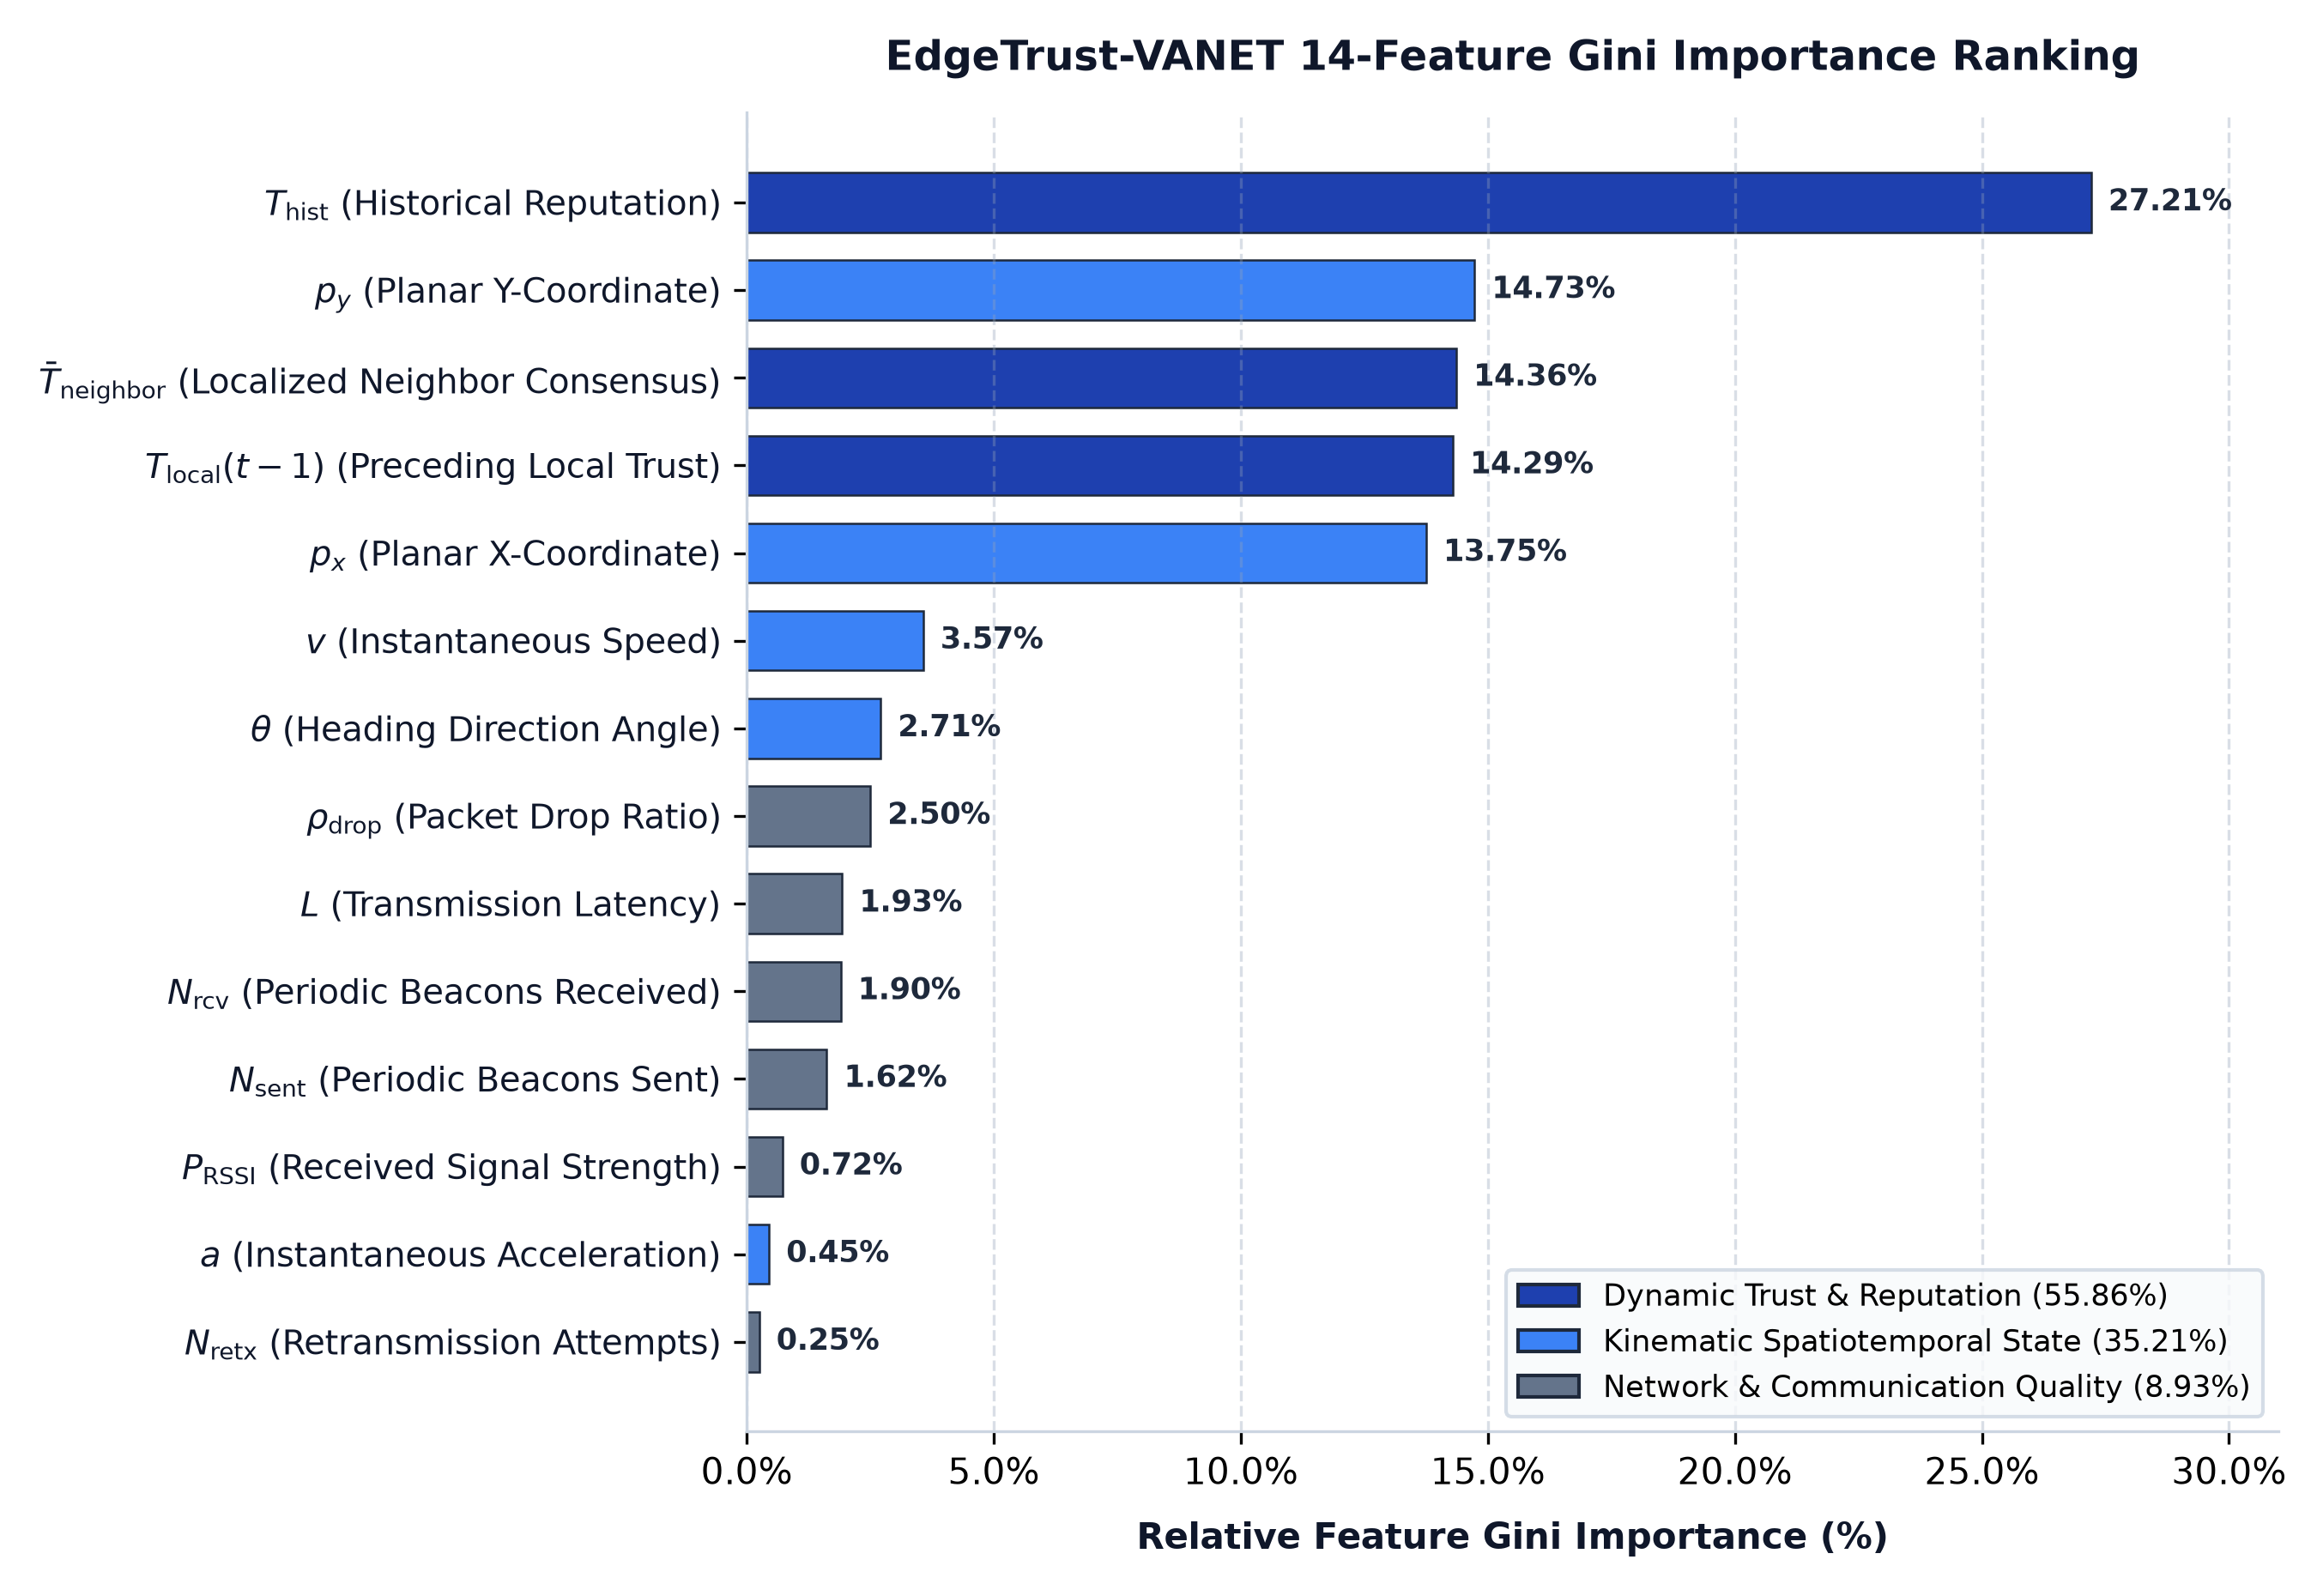 EdgeTrust-VANET 14-Feature Gini Importance Ranking
T_hist (Historical Reputation) 27.21%
p_y (Planar Y-Coordinate) 14.73%
T̄_neighbor (Localized Neighbor Consensus) 14.36%
T_local(t − 1) (Preceding Local Trust) 14.29%
p_x (Planar X-Coordinate) 13.75%
v (Instantaneous Speed) 3.57%
θ (Heading Direction Angle) 2.71%
ρ_drop (Packet Drop Ratio) 2.50%
L (Transmission Latency) 1.93%
N_rcv (Periodic Beacons Received) 1.90%
N_sent (Periodic Beacons Sent) 1.62%
P_RSSI (Received Signal Strength) 0.72%
a (Instantaneous Acceleration) 0.45%
N_retx (Retransmission Attempts) 0.25%
Dynamic Trust & Reputation (55.86%)
Kinematic Spatiotemporal State (35.21%)
Network & Communication Quality (8.93%)
0.0% 5.0% 10.0% 15.0% 20.0% 25.0% 30.0%
Relative Feature Gini Importance (%)